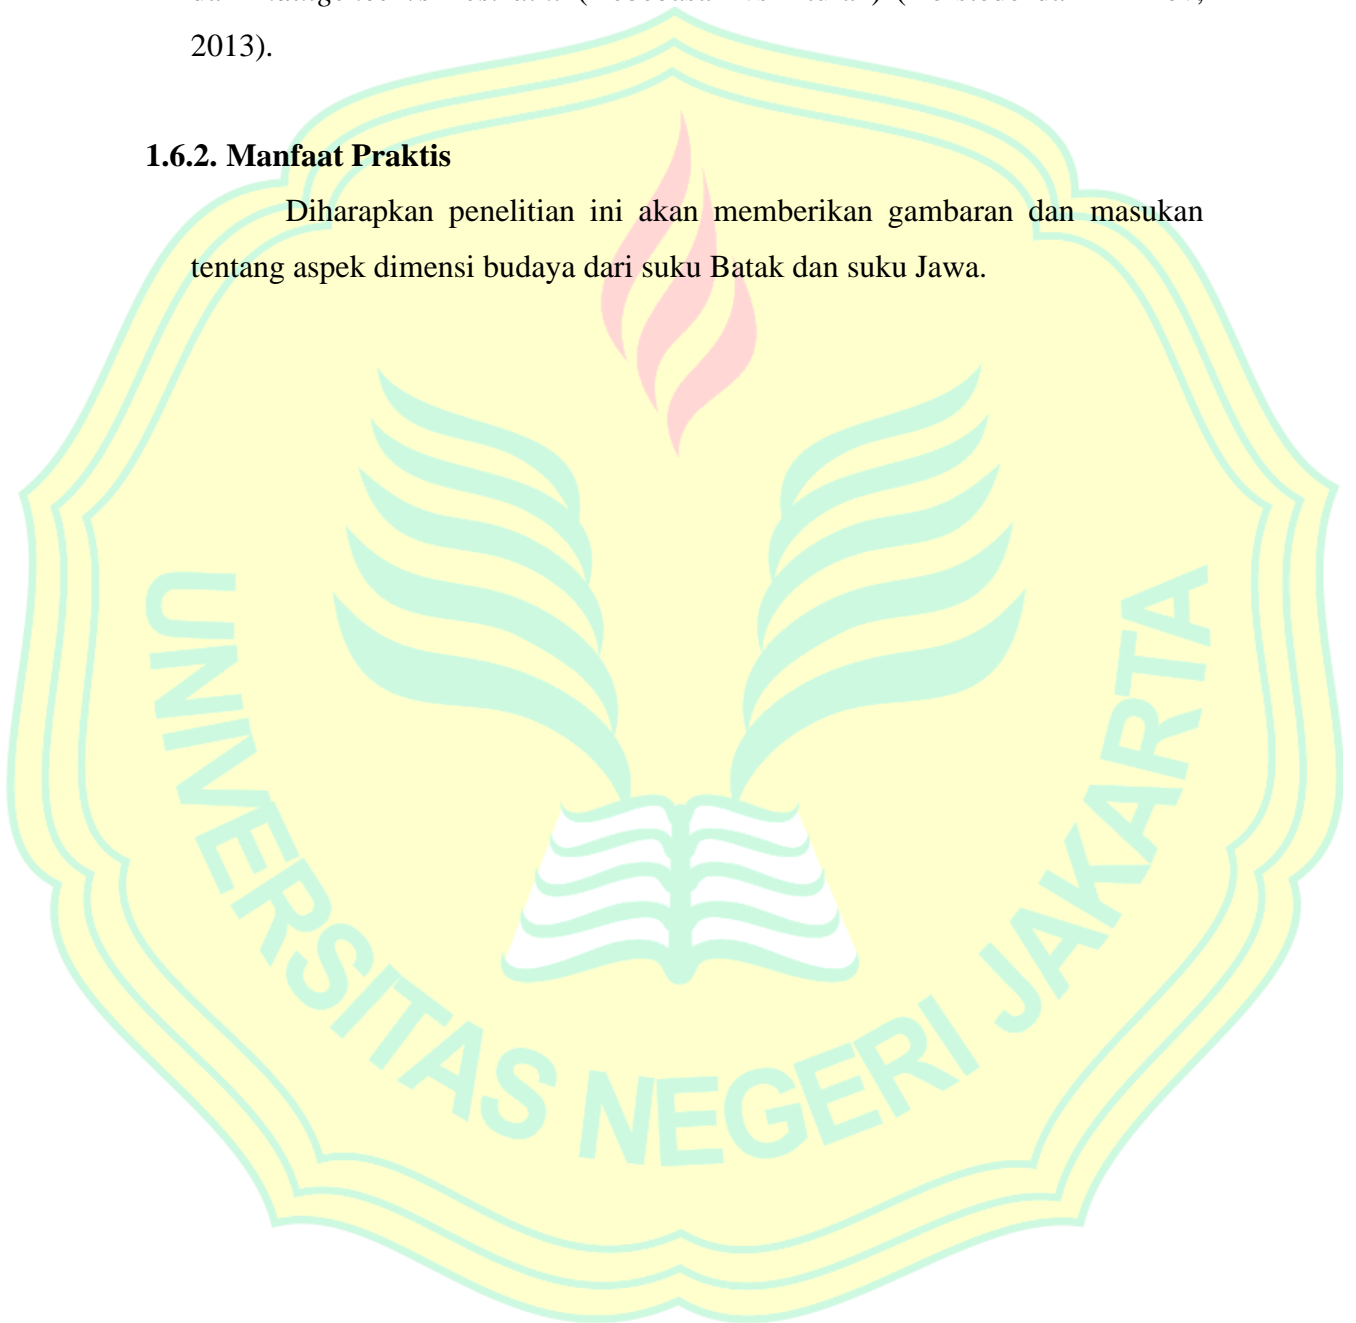 2013).
1.6.2. Manfaat Praktis
Diharapkan penelitian ini akan memberikan gambaran dan masukan
tentang aspek dimensi budaya dari suku Batak dan suku Jawa.
UNIVERSITAS NEGERI JAKARTA